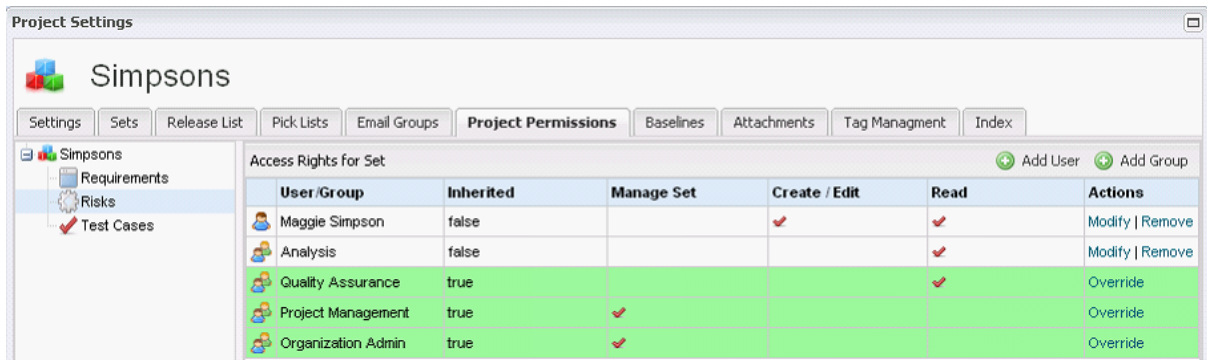 Project Settings
Simpsons
Settings Sets Release List Pick Lists Email Groups Project Permissions Baselines Attachments Tag Managment Index
Simpsons
Requirements
Risks
Test Cases
Access Rights for Set Add User Add Group
User/Group Inherited Manage Set Create / Edit Read Actions
Maggie Simpson false Modify | Remove
Analysis false Modify | Remove
Quality Assurance true Override
Project Management true Override
Organization Admin true Override